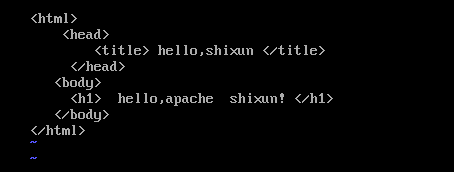 <html>
<head>
<title> hello,shixun </title>
</head>
<body>
<h1>  hello,apache  shixun! </h1>
</body>
</html>
~
~